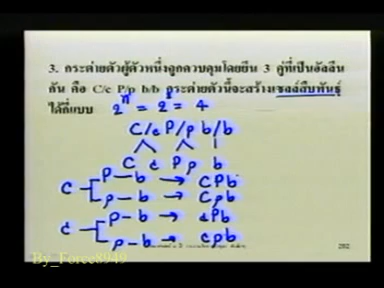 3. กระต่ายตัวผู้ตัวหนึ่งถูกควบคุมโดยยีน 3 คู่ที่เป็นอัลลีล
กัน คือ C/c P/p b/b กระต่ายตัวนี้จะสร้างเซลล์สืบพันธุ์
ได้กี่แบบ 2ⁿ = 2² = 4
C/c P/p b/b
C c P p b
C P b → CPb
p b → Cpb
c P b → cPb
p b → cpb
202
By_Force8949